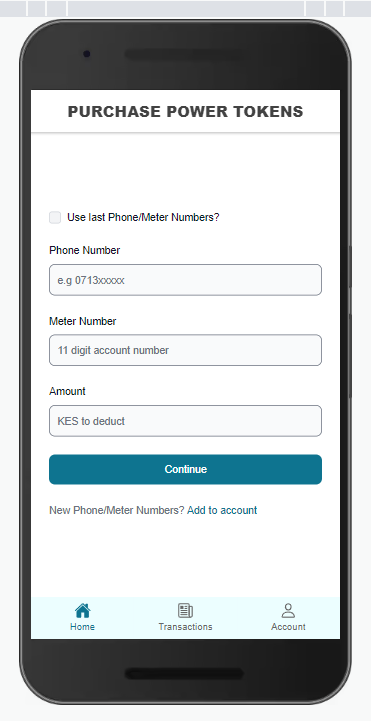 PURCHASE POWER TOKENS
Use last Phone/Meter Numbers?
Phone Number
e.g 0713xxxxx
Meter Number
11 digit account number
Amount
KES to deduct
Continue
New Phone/Meter Numbers? Add to account
Home Transactions Account